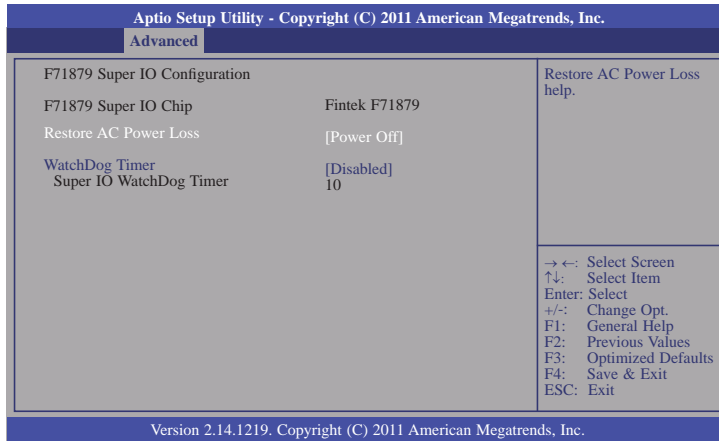 Aptio Setup Utility - Copyright (C) 2011 American Megatrends, Inc.
Advanced
F71879 Super IO Configuration
F71879 Super IO Chip Fintek F71879
Restore AC Power Loss [Power Off]
WatchDog Timer [Disabled]
Super IO WatchDog Timer 10
Restore AC Power Loss
help.
→ ←: Select Screen
↑↓: Select Item
Enter: Select
+/-: Change Opt.
F1: General Help
F2: Previous Values
F3: Optimized Defaults
F4: Save & Exit
ESC: Exit
Version 2.14.1219. Copyright (C) 2011 American Megatrends, Inc.